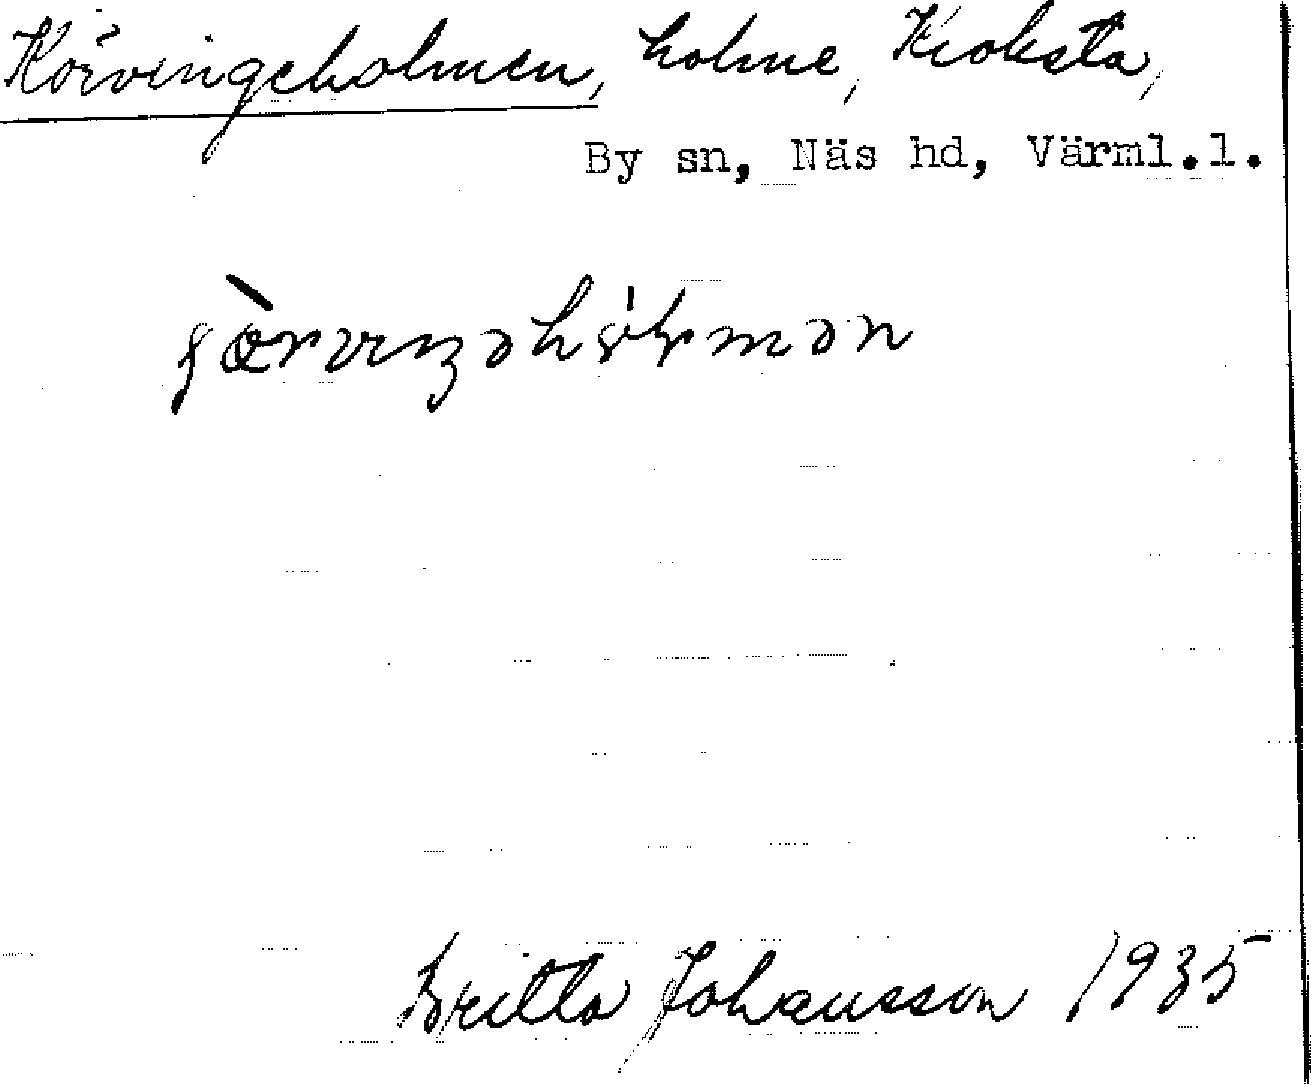 Körvingeholmen, holme, Kroksta,
By sn, Näs hd, Värml.l.
Britta Johansson 1935